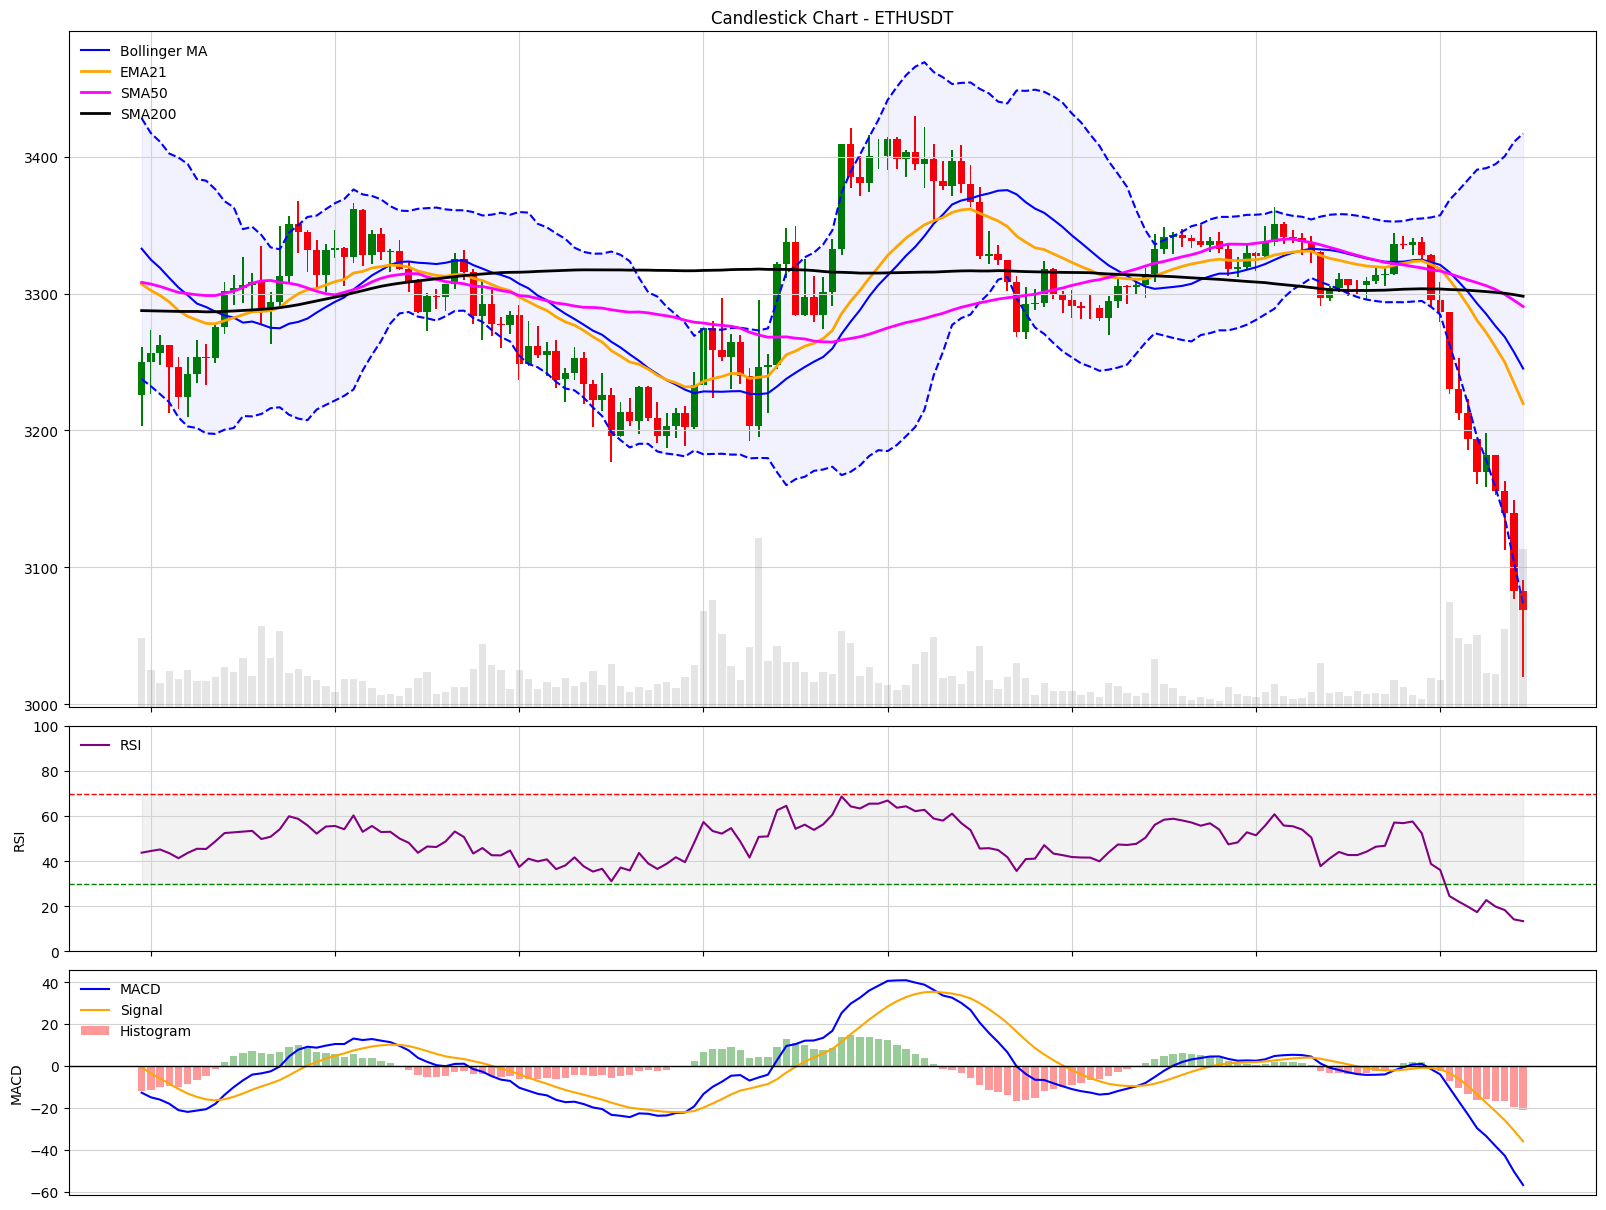 Candlestick Chart - ETHUSDT
Bollinger MA
EMA21
SMA50
SMA200
3400
3300
3200
3100
3000
RSI
100
80
60
40
20
0
RSI
MACD
Signal
Histogram
40
20
0
−20
−40
−60
MACD